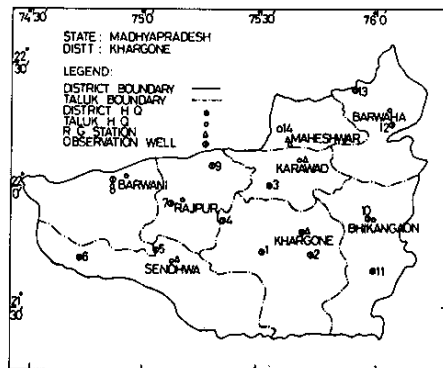 74.30° 75.0° 75.30° 76.0°
22° 30'
STATE : MADHYAPRADESH
DISTT : KHARGONE
LEGEND:
DISTRICT BOUNDARY
TALUK BOUNDARY
DISTRICT H Q
TALUK H Q
R G STATION
OBSERVATION WELL
13
BARWAHA
12
14
MAHESHWAR
KARAWAD
9
3
22° 0'
BARWANI
7
RAJPUR
4
10
BHIKANGAON
KHARGONE
5
1
2
6
SENDHWA
11
21° 30'